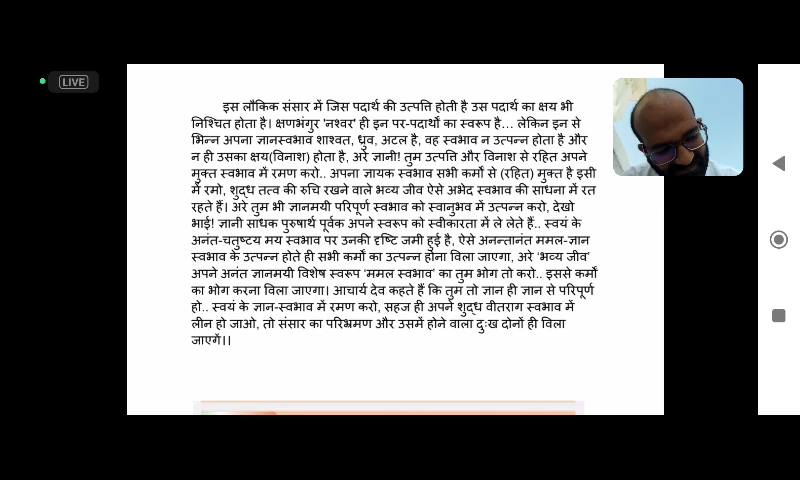 LIVE
इस लौकिक संसार में जिस पदार्थ की उत्पत्ति होती है उस पदार्थ का क्षय भी
निश्चित होता है। क्षणभंगुर 'नश्वर' ही इन पर-पदार्थों का स्वरूप है... लेकिन इन से
भिन्न अपना ज्ञानस्वभाव शाश्वत, ध्रुव, अटल है, वह स्वभाव न उत्पन्न होता है और
न ही उसका क्षय(विनाश) होता है, अरे ज्ञानी! तुम उत्पत्ति और विनाश से रहित अपने
मुक्त स्वभाव में रमण करो.. अपना ज्ञायक स्वभाव सभी कर्मो से (रहित) मुक्त है इसी
में रमो, शुद्ध तत्व की रुचि रखने वाले भव्य जीव ऐसे अभेद स्वभाव की साधना में रत
रहते हैं। अरे तुम भी ज्ञानमयी परिपूर्ण स्वभाव को स्वानुभव में उत्पन्न करो, देखो
भाई! ज्ञानी साधक पुरुषार्थ पूर्वक अपने स्वरूप को स्वीकारता में ले लेते हैं.. स्वयं के
अनंत-चतुष्टय मय स्वभाव पर उनकी दृष्टि जमी हुई है, ऐसे अनन्तानंत ममल-ज्ञान
स्वभाव के उत्पन्न होते ही सभी कर्मों का उत्पन्न होना विला जाएगा, अरे 'भव्य जीव'
अपने अनंत ज्ञानमयी विशेष स्वरूप 'ममल स्वभाव' का तुम भोग तो करो.. इससे कर्मों
का भोग करना विला जाएगा। आचार्य देव कहते हैं कि तुम तो ज्ञान ही ज्ञान से परिपूर्ण
हो.. स्वयं के ज्ञान-स्वभाव में रमण करो, सहज ही अपने शुद्ध वीतराग स्वभाव में
लीन हो जाओ, तो संसार का परिभ्रमण और उसमें होने वाला दुःख दोनों ही विला
जाएगें।।